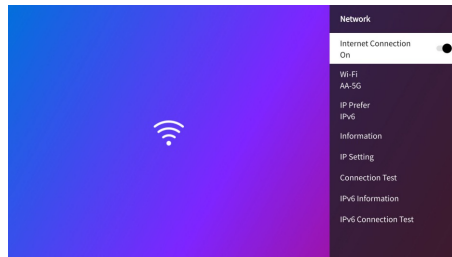 Network
Internet Connection
On
Wi-Fi
AA-5G
IP Prefer
IPv6
Information
IP Setting
Connection Test
IPv6 Information
IPv6 Connection Test